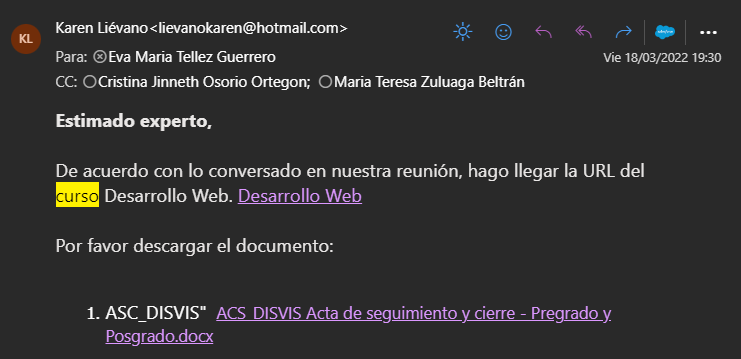 Karen Liévano<lievanokaren@hotmail.com>
KL
Para: Eva Maria Tellez Guerrero
Vie 18/03/2022 19:30
CC: Cristina Jinneth Osorio Ortegon; Maria Teresa Zuluaga Beltrán
Estimado experto,
De acuerdo con lo conversado en nuestra reunión, hago llegar la URL del
curso Desarrollo Web. Desarrollo Web
Por favor descargar el documento:
1. ASC_DISVIS" ACS_DISVIS Acta de seguimiento y cierre - Pregrado y
Posgrado.docx